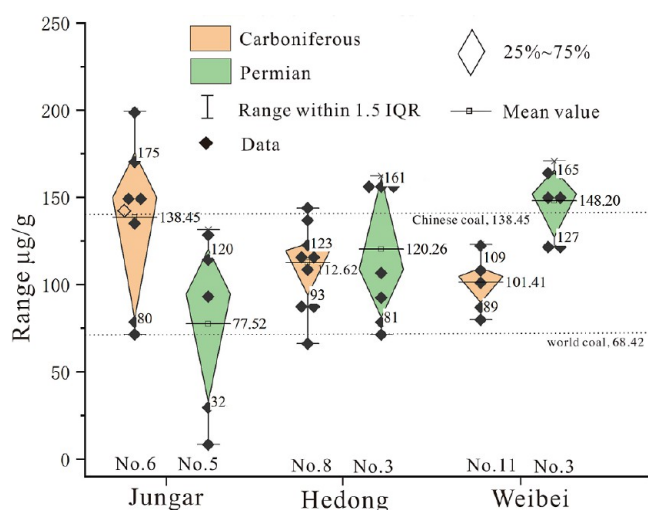 250
200
150
100
50
0
Range μg/g
Carboniferous
Permian
Range within 1.5 IQR
Data
25%~75%
Mean value
175
138.45
80
120
77.52
32
123
112.62
93
161
120.26
81
109
101.41
89
165
148.20
127
Chinese coal, 138.45
world coal, 68.42
No.6 No.5 No.8 No.3 No.11 No.3
Jungar Hedong Weibei